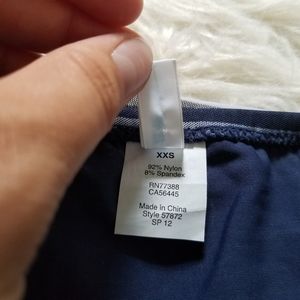 XXS
92% Nylon
8% Spandex
RN77388
CA56445
Made in China
Style 57872
SP 12